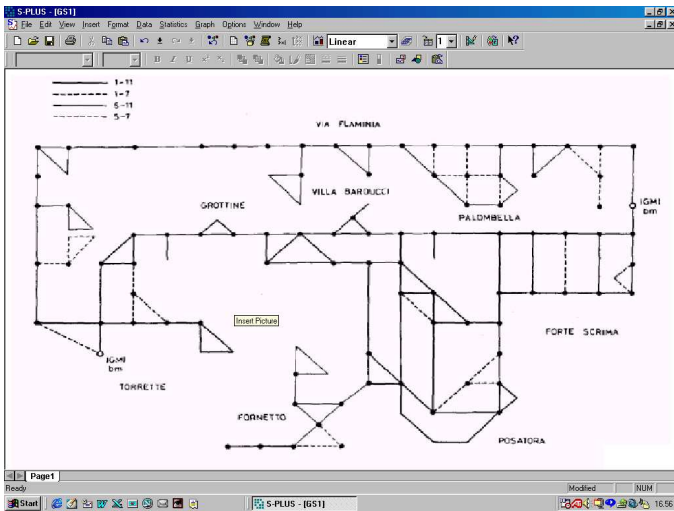 S-PLUS - [GS1]
File Edit View Insert Format Data Statistics Graph Options Window Help
Linear
1
B I U
1-11
1-7
5-11
5-7
VIA FLAMINIA
VILLA BARDUCCI
GROTTINE
PALOMBELLA
IGMI
bm
Insert Picture
FORTE SCRIMA
IGMI
bm
TORRETTE
FORNETTO
POSATORA
Page1
Ready
Modified
NUM
Start
S-PLUS - [GS1]
16.56